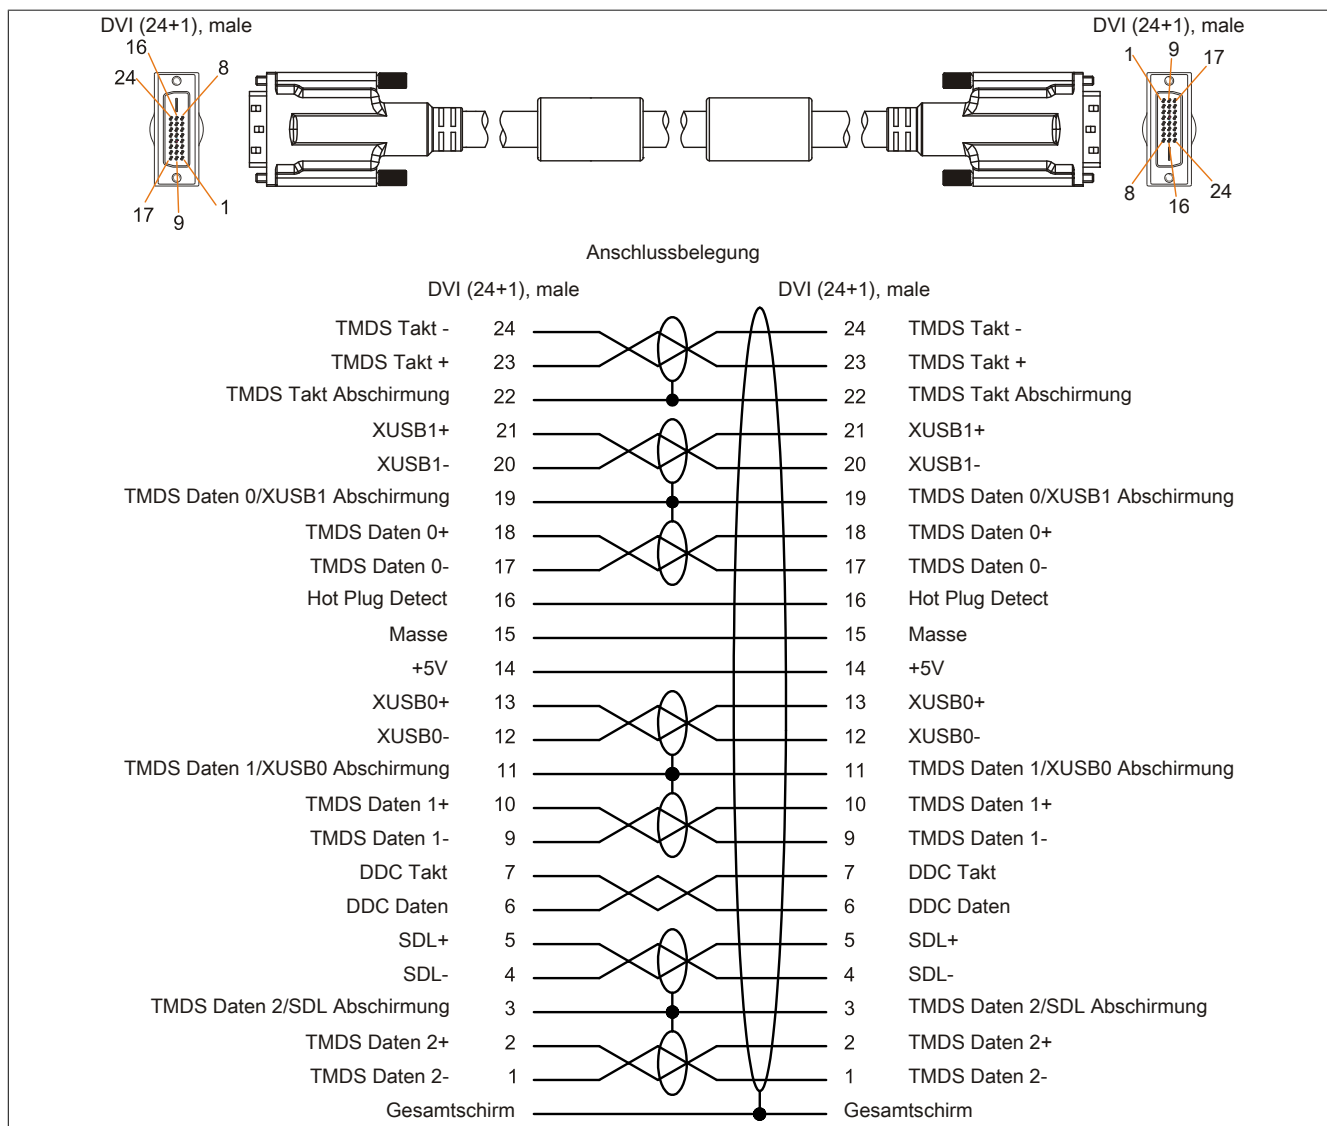 DVI (24+1), male DVI (24+1), male
16 9
24 8 1 17
17 9 1 8 16 24
Anschlussbelegung
DVI (24+1), male DVI (24+1), male
TMDS Takt - 24 24 TMDS Takt -
TMDS Takt + 23 23 TMDS Takt +
TMDS Takt Abschirmung 22 22 TMDS Takt Abschirmung
XUSB1+ 21 21 XUSB1+
XUSB1- 20 20 XUSB1-
TMDS Daten 0/XUSB1 Abschirmung 19 19 TMDS Daten 0/XUSB1 Abschirmung
TMDS Daten 0+ 18 18 TMDS Daten 0+
TMDS Daten 0- 17 17 TMDS Daten 0-
Hot Plug Detect 16 16 Hot Plug Detect
Masse 15 15 Masse
+5V 14 14 +5V
XUSB0+ 13 13 XUSB0+
XUSB0- 12 12 XUSB0-
TMDS Daten 1/XUSB0 Abschirmung 11 11 TMDS Daten 1/XUSB0 Abschirmung
TMDS Daten 1+ 10 10 TMDS Daten 1+
TMDS Daten 1- 9 9 TMDS Daten 1-
DDC Takt 7 7 DDC Takt
DDC Daten 6 6 DDC Daten
SDL+ 5 5 SDL+
SDL- 4 4 SDL-
TMDS Daten 2/SDL Abschirmung 3 3 TMDS Daten 2/SDL Abschirmung
TMDS Daten 2+ 2 2 TMDS Daten 2+
TMDS Daten 2- 1 1 TMDS Daten 2-
Gesamtschirm Gesamtschirm